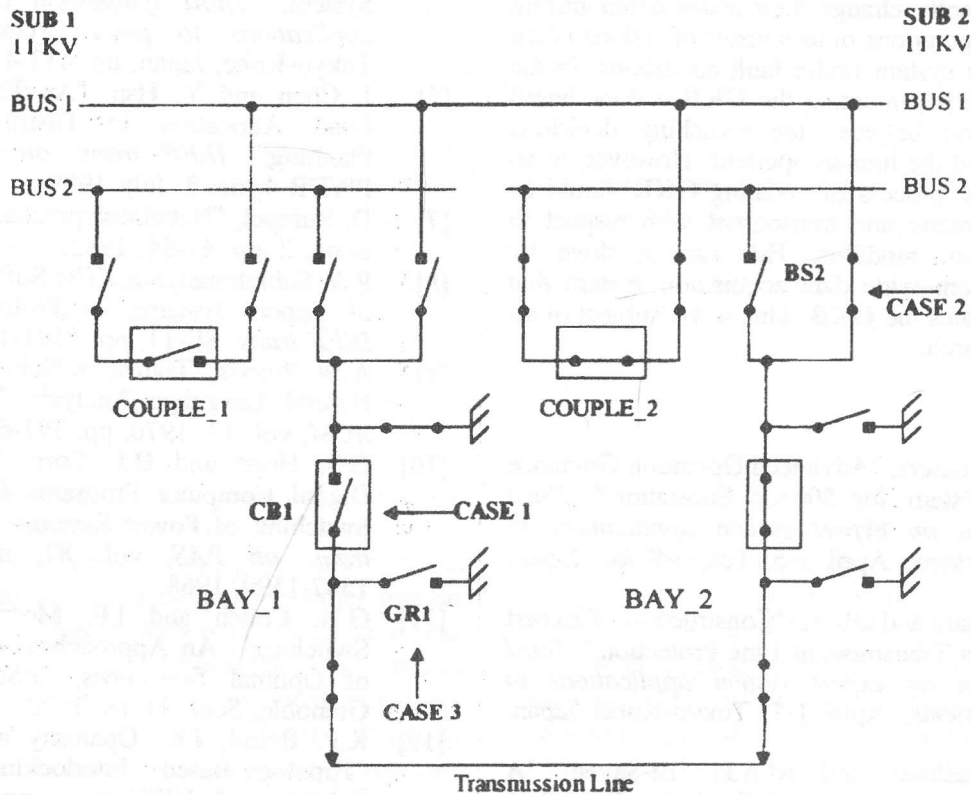 SUB 1
11 KV
SUB 2
11 KV
BUS 1
BUS 1
BUS 2
BUS 2
BS2
CASE 2
COUPLE_1
COUPLE_2
CB1
CASE 1
BAY_1
GR1
BAY_2
CASE 3
Transmission Line